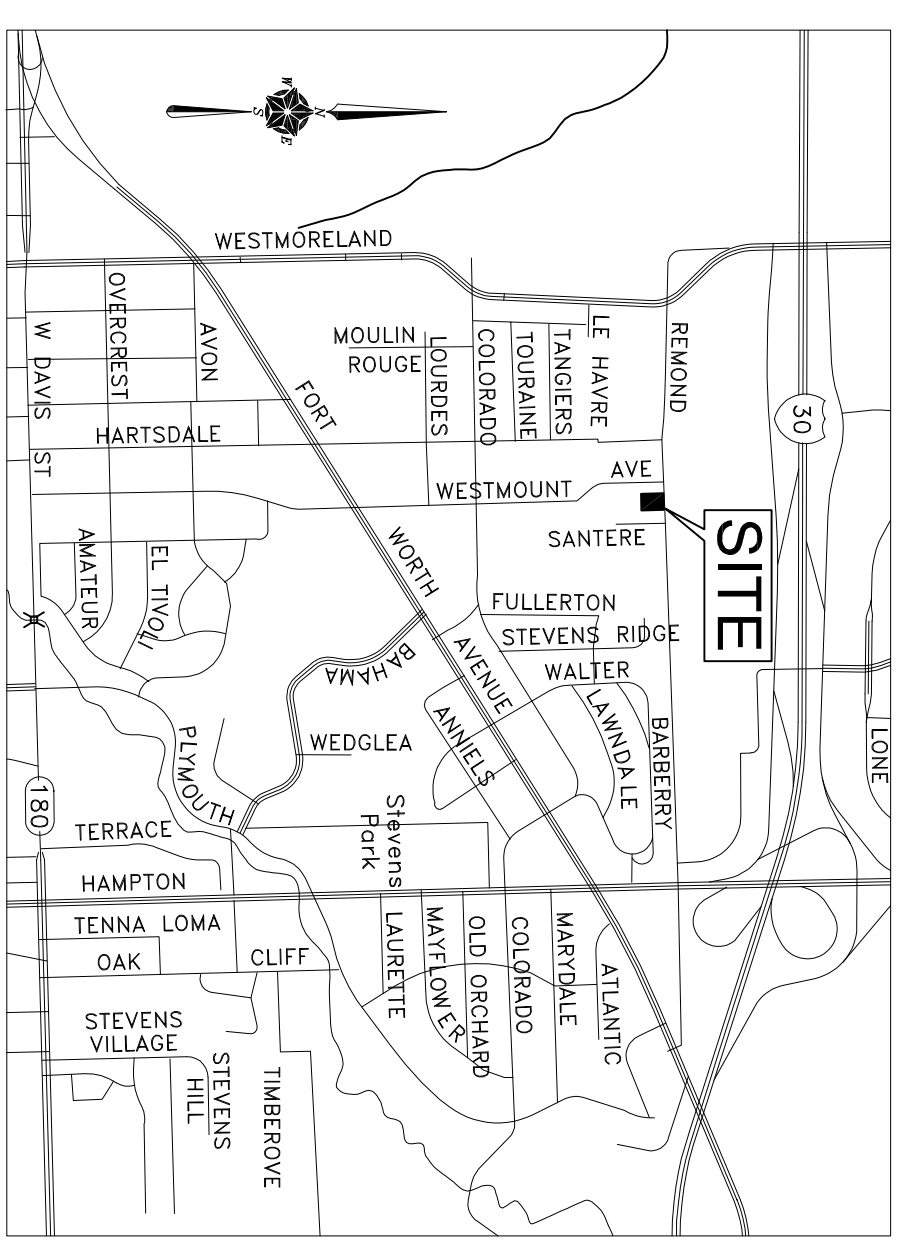 W
N
S
E
WESTMORELAND
OVERCREST
AVON
W DAVIS ST
HARTSDALE
FORT WORTH AVENUE
MOULIN
ROUGE
LOURDES
COLORADO
TOURAINE
TANGIERS
LE HAVRE
REMOND
30
WESTMOUNT AVE
SANTERE
SITE
AMATEUR
EL TIVOLI
FULLERTON
STEVENS RIDGE
WALTER
BAHAMA
ANNIELS
LAWNDALE
BARBERRY
LONE
WEDGLEA
PLYMOUTH
180
TERRACE
HAMPTON
Stevens
Park
TENNA LOMA
OAK
CLIFF
LAURETTE
MAYFLOWER
OLD ORCHARD
COLORADO
MARYDALE
ATLANTIC
STEVENS
VILLAGE
STEVENS
HILL
TIMBEROVE